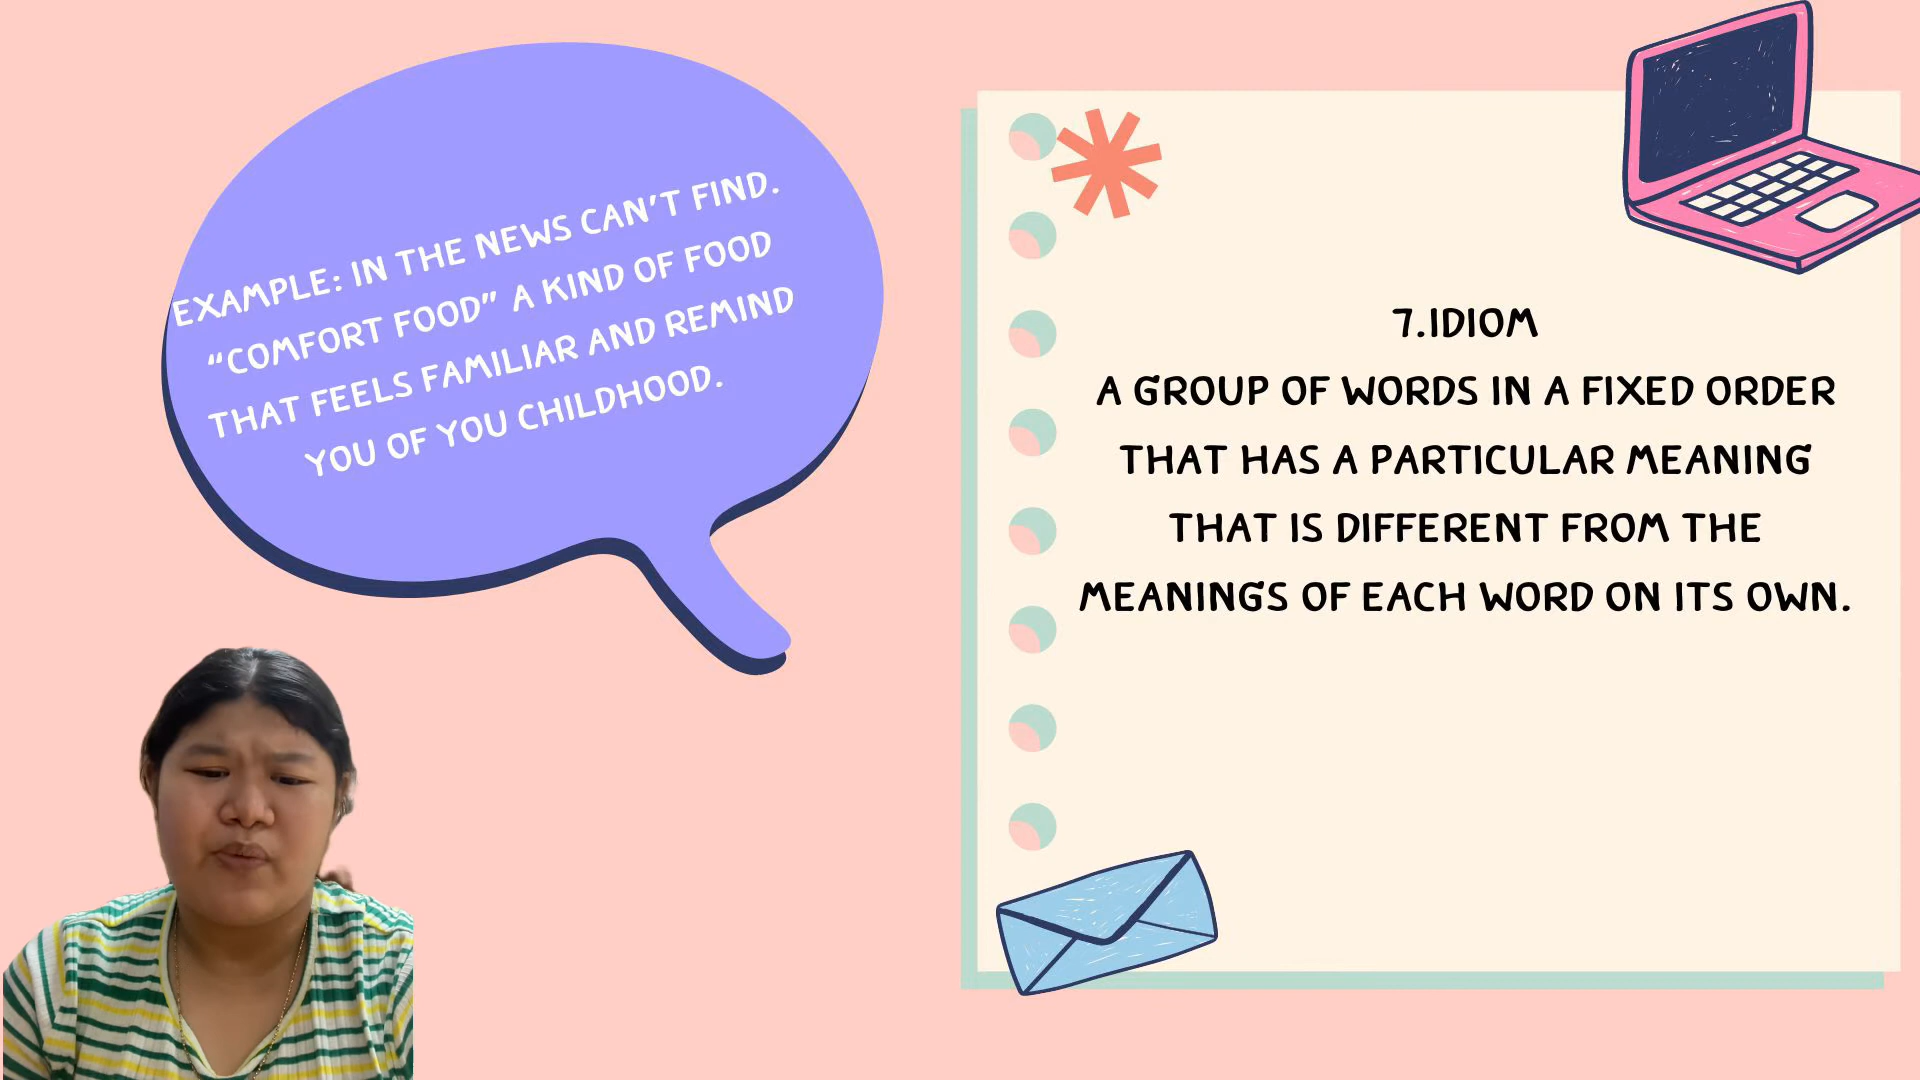 EXAMPLE: IN THE NEWS CAN'T FIND.
“COMFORT FOOD” A KIND OF FOOD
THAT FEELS FAMILIAR AND REMIND
YOU OF YOU CHILDHOOD.
7.IDIOM
A GROUP OF WORDS IN A FIXED ORDER
THAT HAS A PARTICULAR MEANING
THAT IS DIFFERENT FROM THE
MEANINGS OF EACH WORD ON ITS OWN.